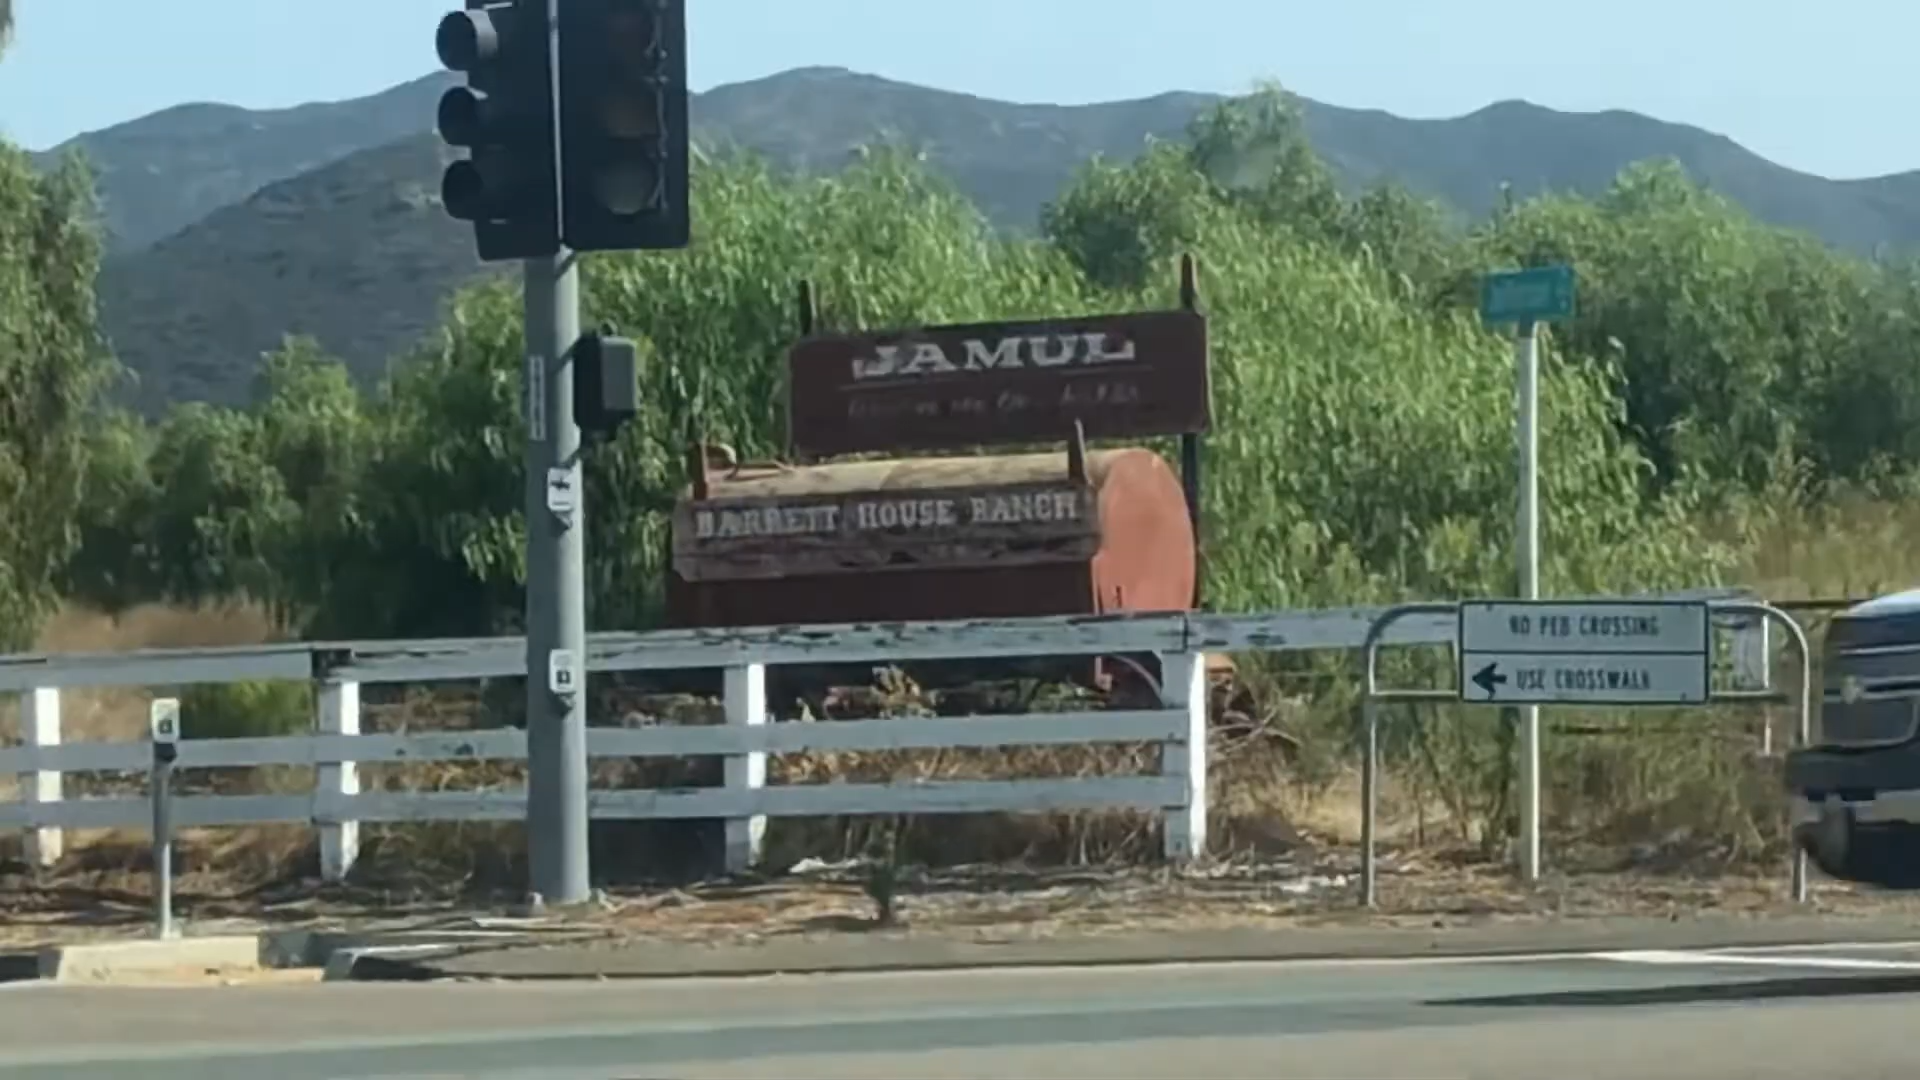 JAMUL
BARRETT HOUSE RANCH
NO PED CROSSING
USE CROSSWALK